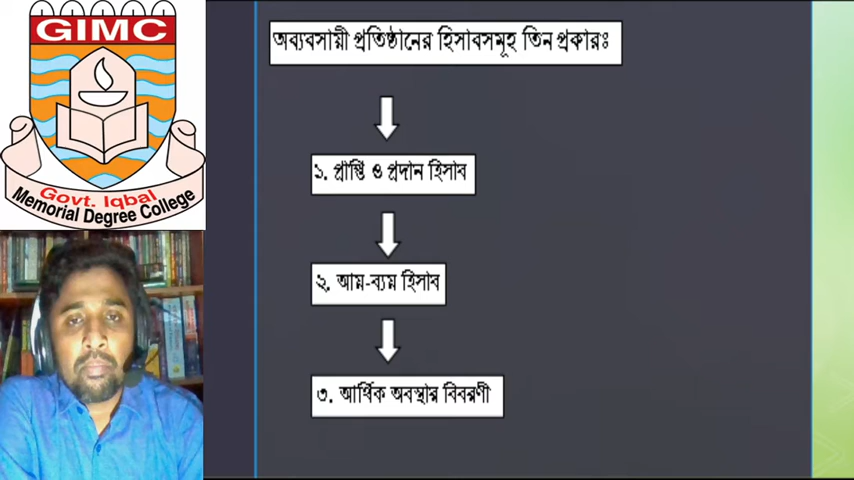 GIMC
Govt. Iqbal
Memorial Degree College
অব্যবসায়ী প্রতিষ্ঠানের হিসাবসমূহ তিন প্রকারঃ
১. প্রাপ্তি ও প্রদান হিসাব
২. আয়-ব্যয় হিসাব
৩. আর্থিক অবস্থার বিবরণী